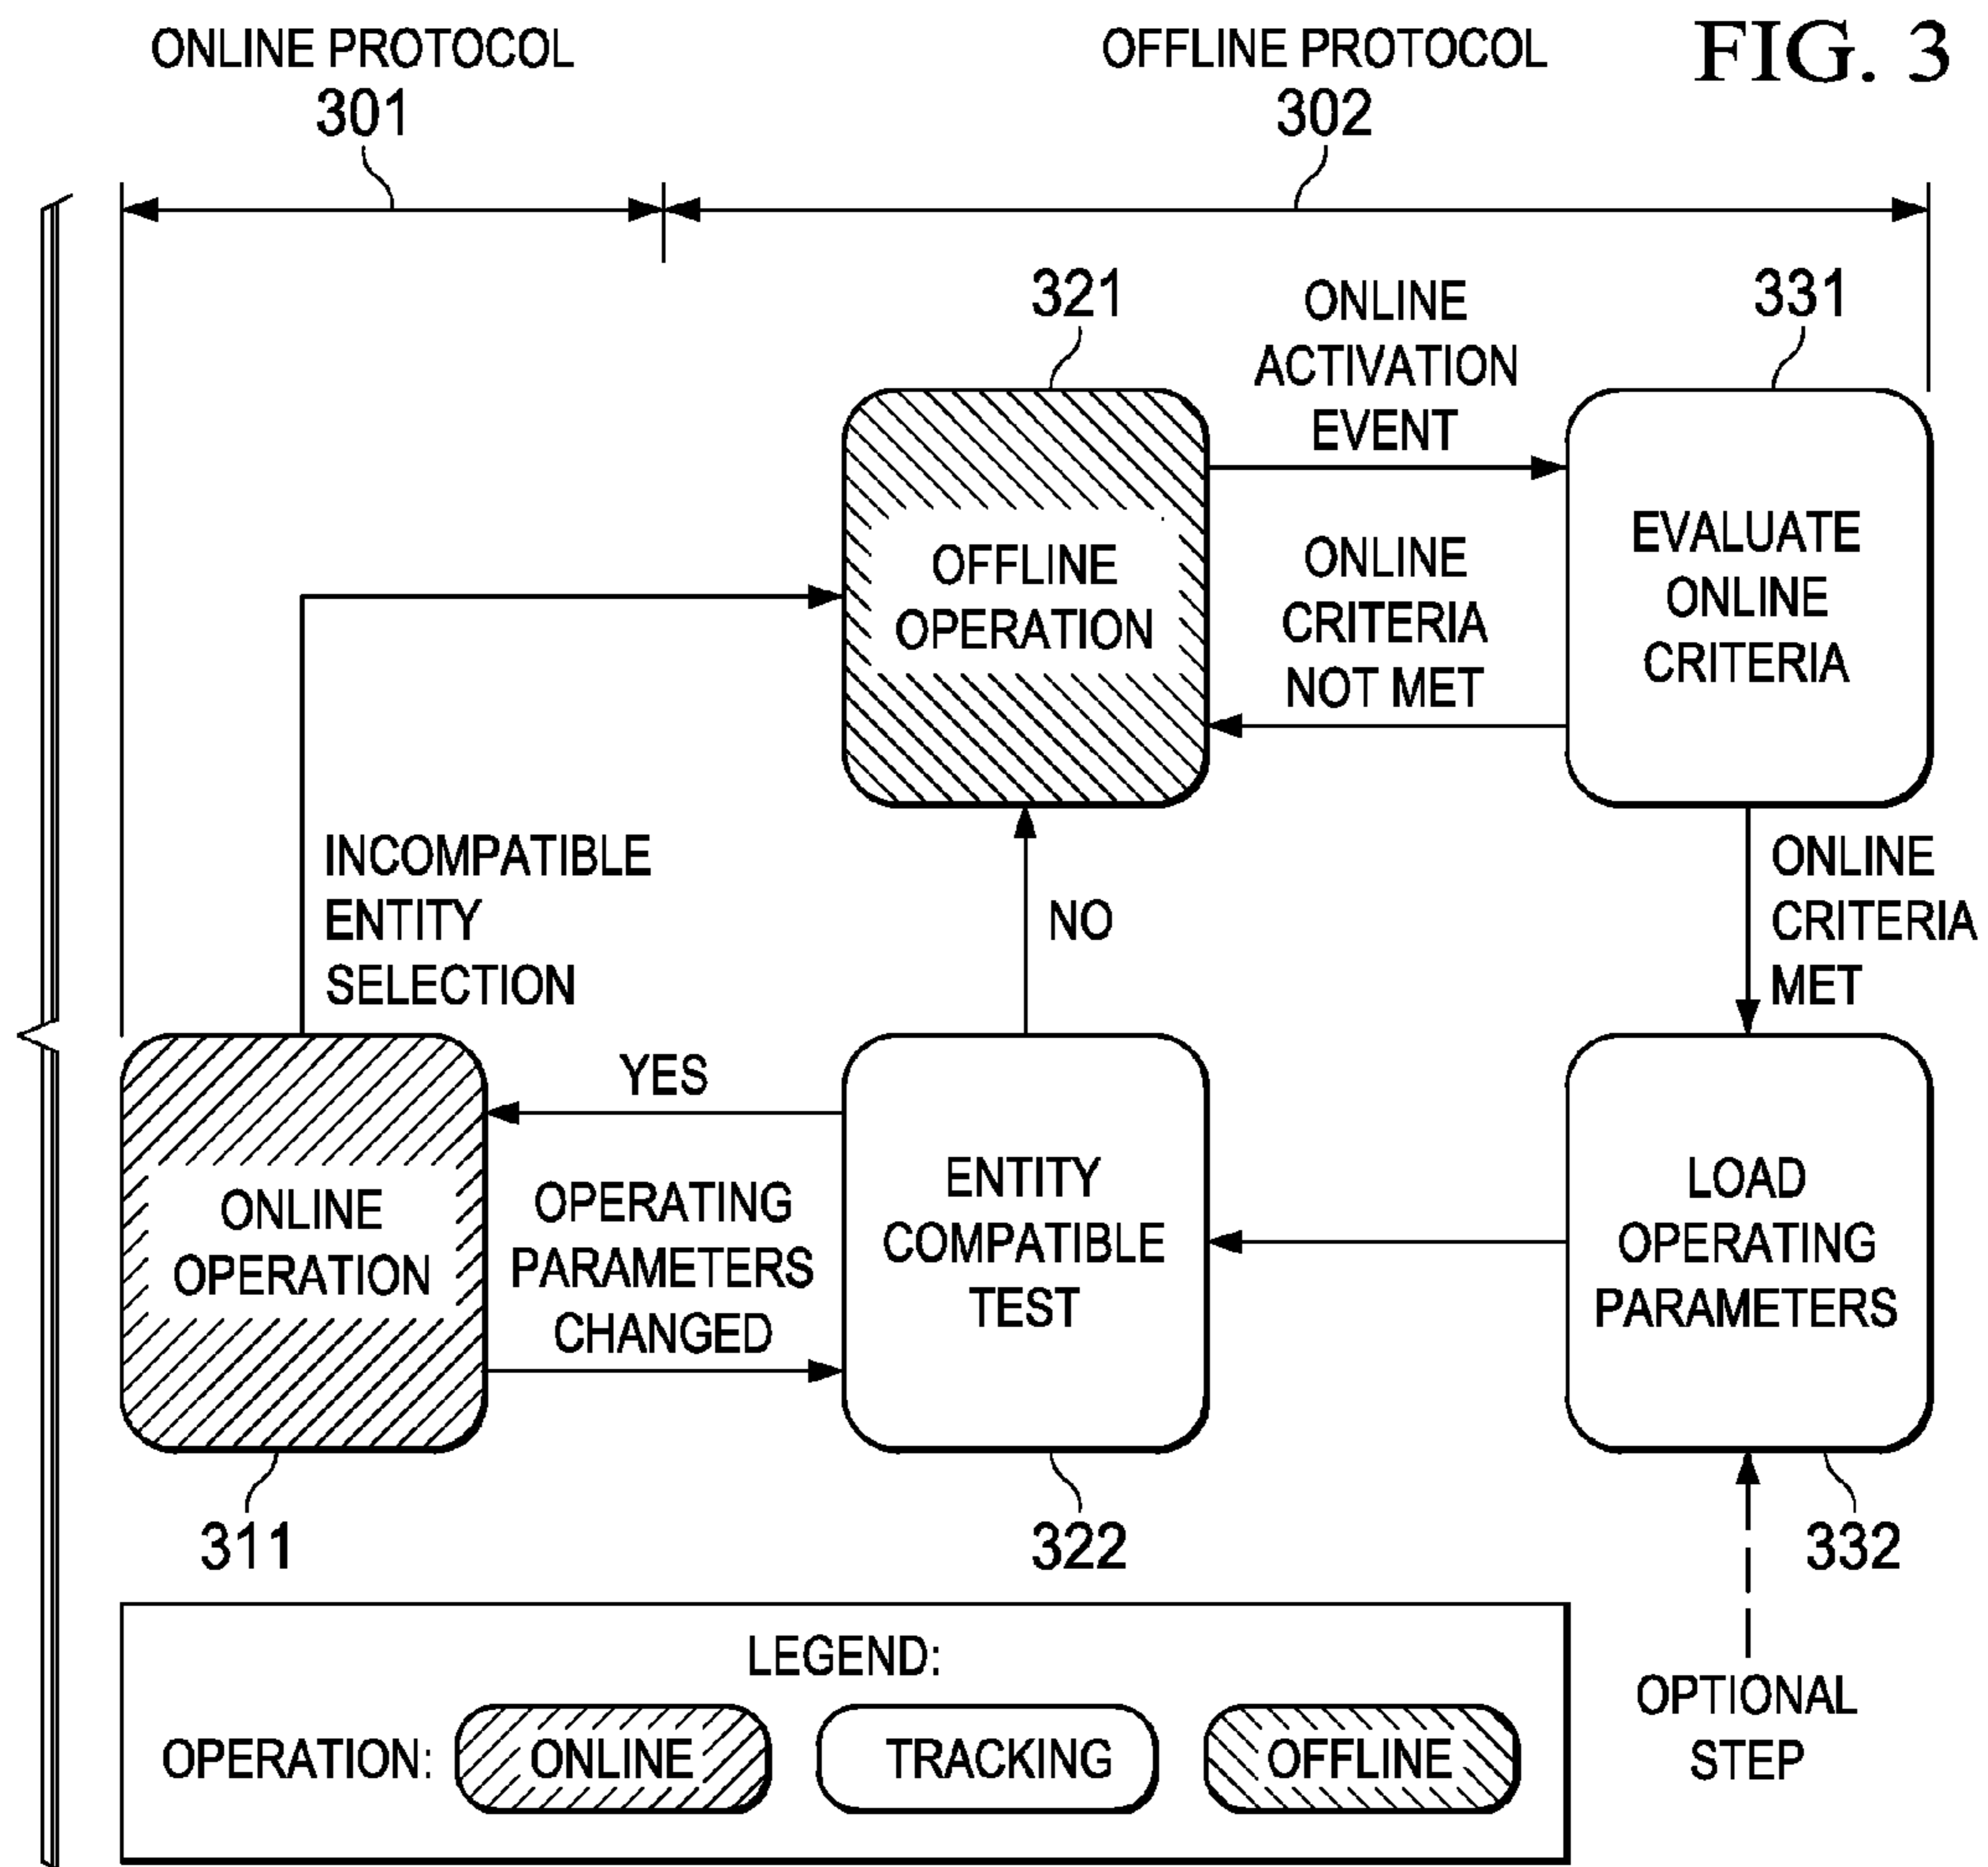 ONLINE PROTOCOL
301
OFFLINE PROTOCOL
302
FIG. 3
321
ONLINE
ACTIVATION
EVENT
331
OFFLINE
OPERATION
ONLINE
CRITERIA
NOT MET
EVALUATE
ONLINE
CRITERIA
INCOMPATIBLE
ENTITY
SELECTION
NO
ONLINE
CRITERIA
MET
YES
ONLINE
OPERATION
OPERATING
PARAMETERS
CHANGED
ENTITY
COMPATIBLE
TEST
LOAD
OPERATING
PARAMETERS
311
322
332
LEGEND:
OPERATION:
ONLINE
TRACKING
OFFLINE
OPTIONAL
STEP